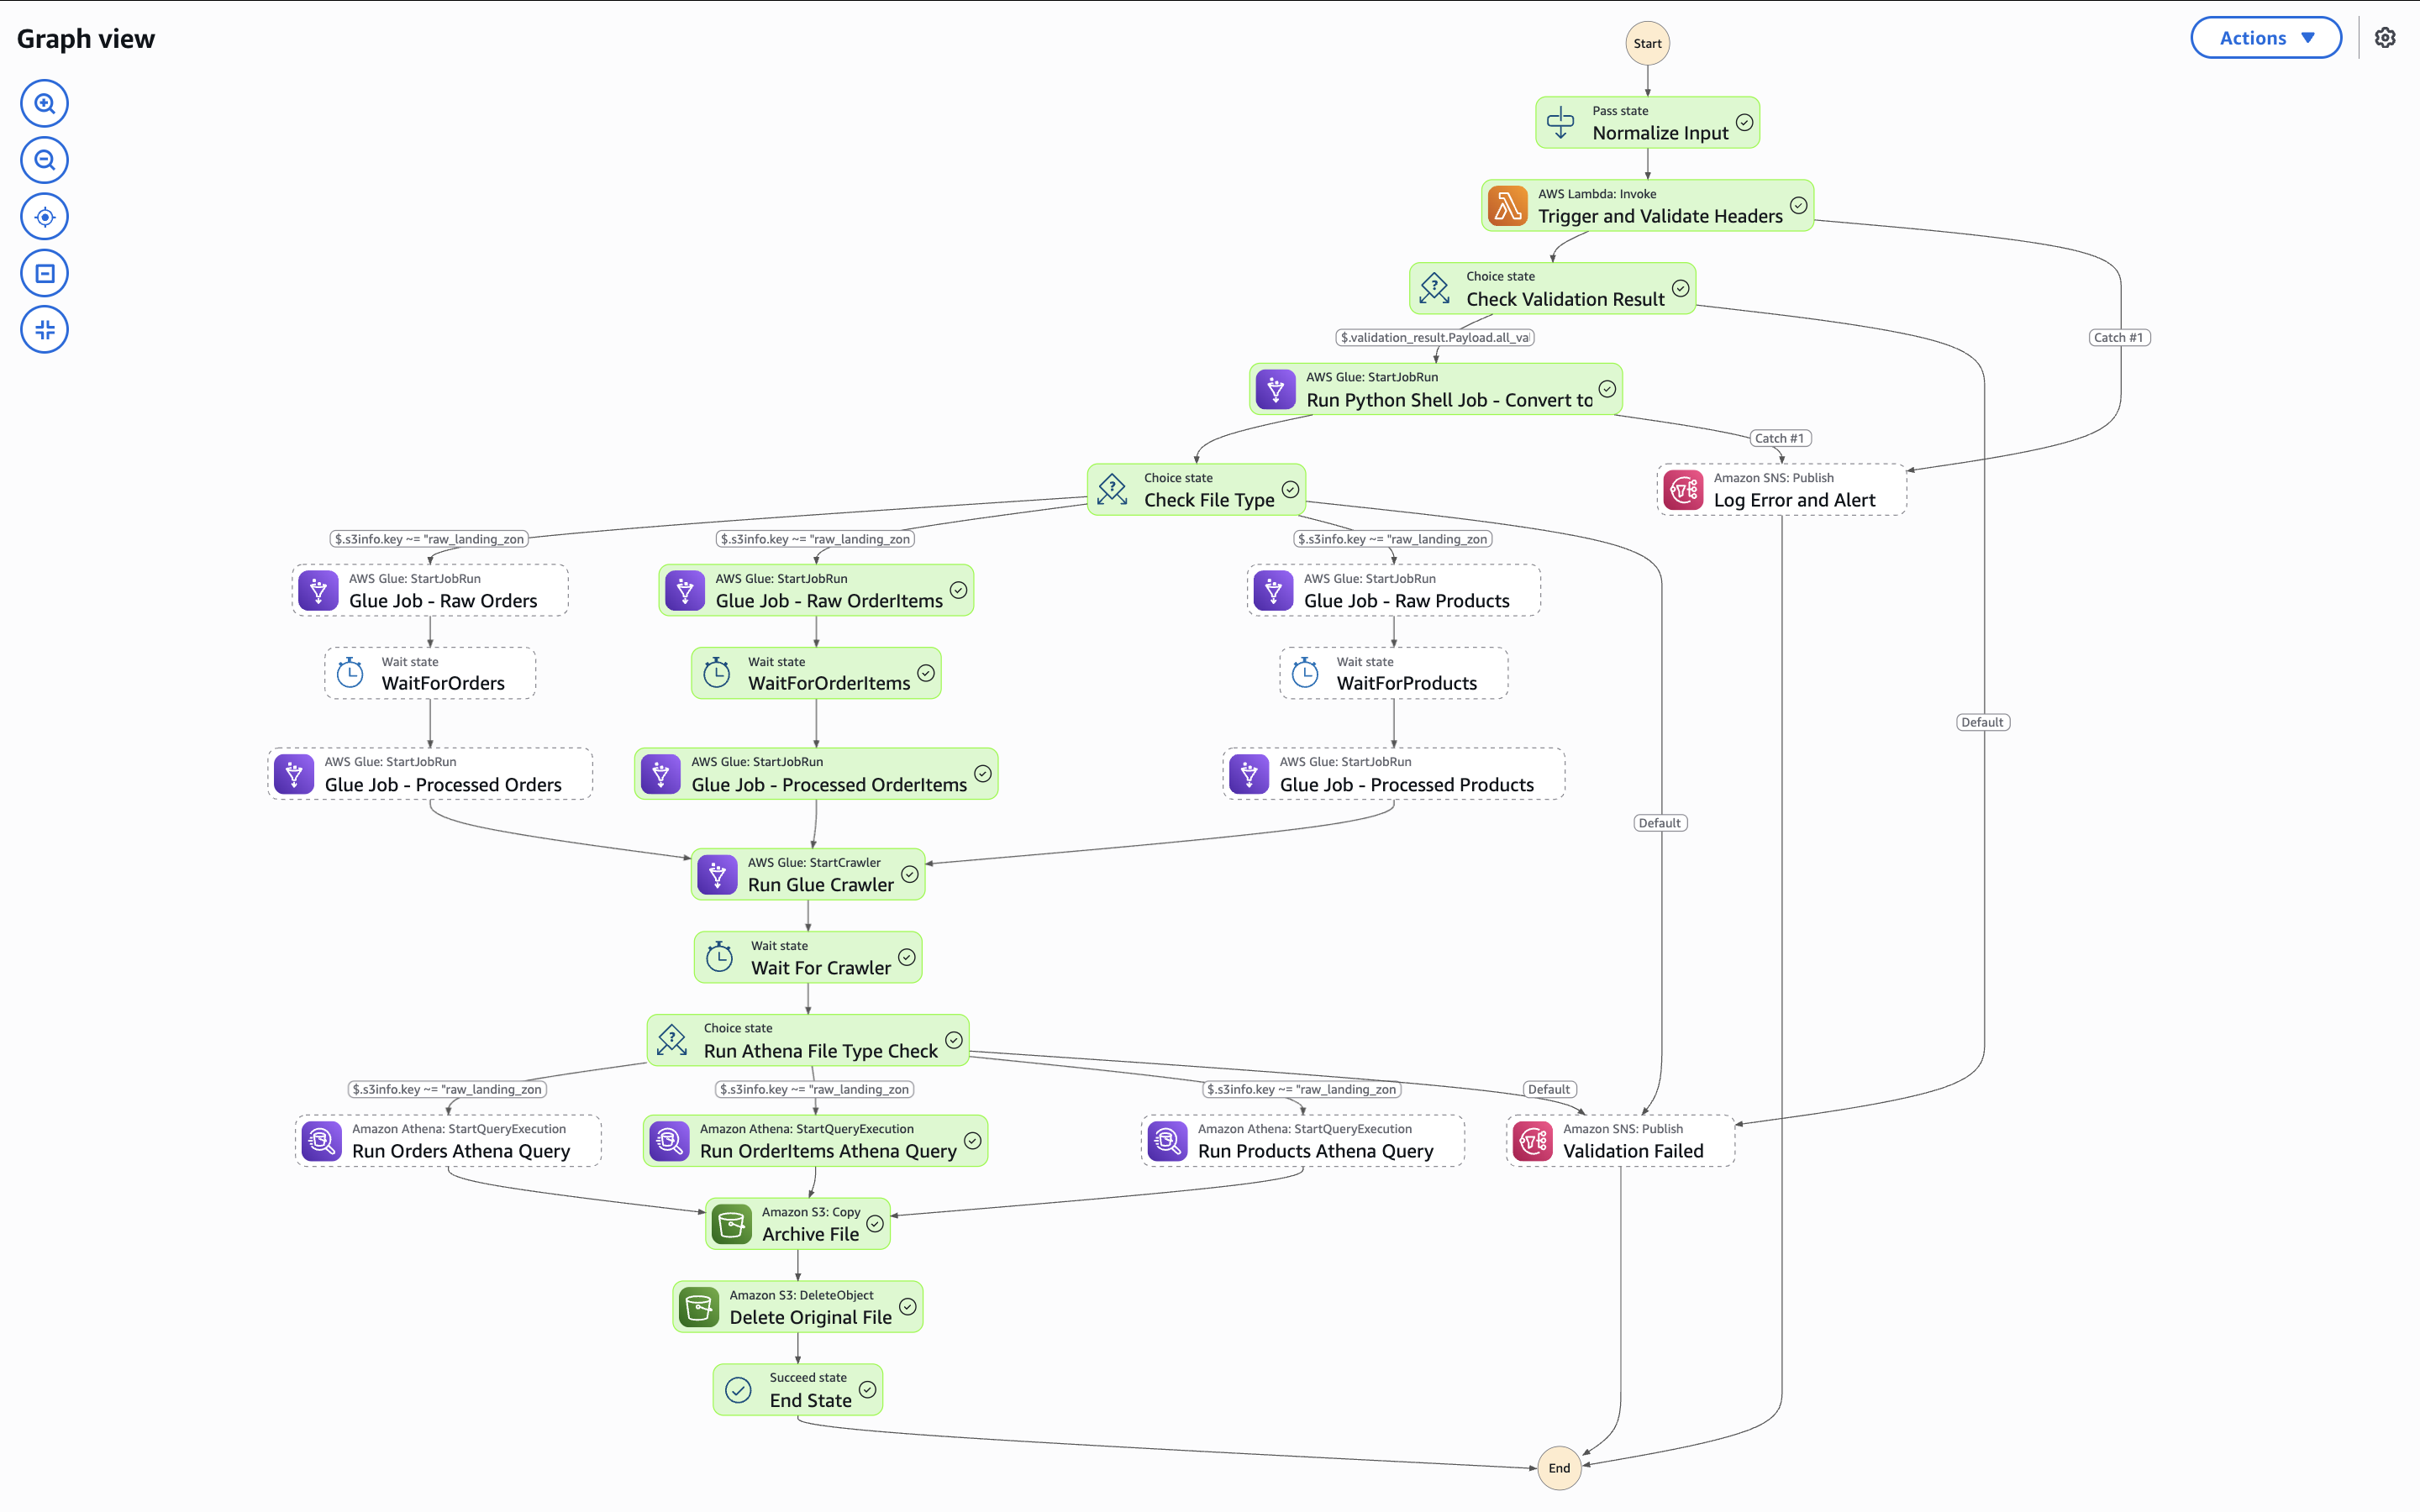 Graph view
Actions
Start
Pass state
Normalize Input
AWS Lambda: Invoke
Trigger and Validate Headers
Choice state
Check Validation Result
$.validation_result.Payload.all_va
Catch #1
AWS Glue: StartJobRun
Run Python Shell Job - Convert to
Catch #1
Choice state
Check File Type
Amazon SNS: Publish
Log Error and Alert
$.s3info.key ~= "raw_landing_zon
$.s3info.key ~= "raw_landing_zon
$.s3info.key ~= "raw_landing_zon
AWS Glue: StartJobRun
Glue Job - Raw Orders
AWS Glue: StartJobRun
Glue Job - Raw OrderItems
AWS Glue: StartJobRun
Glue Job - Raw Products
Wait state
WaitForOrders
Wait state
WaitForOrderItems
Wait state
WaitForProducts
Default
AWS Glue: StartJobRun
Glue Job - Processed Orders
AWS Glue: StartJobRun
Glue Job - Processed OrderItems
AWS Glue: StartJobRun
Glue Job - Processed Products
Default
AWS Glue: StartCrawler
Run Glue Crawler
Wait state
Wait For Crawler
Choice state
Run Athena File Type Check
$.s3info.key ~= "raw_landing_zon
$.s3info.key ~= "raw_landing_zon
$.s3info.key ~= "raw_landing_zon
Default
Amazon Athena: StartQueryExecution
Run Orders Athena Query
Amazon Athena: StartQueryExecution
Run OrderItems Athena Query
Amazon Athena: StartQueryExecution
Run Products Athena Query
Amazon SNS: Publish
Validation Failed
Amazon S3: Copy
Archive File
Amazon S3: DeleteObject
Delete Original File
Succeed state
End State
End